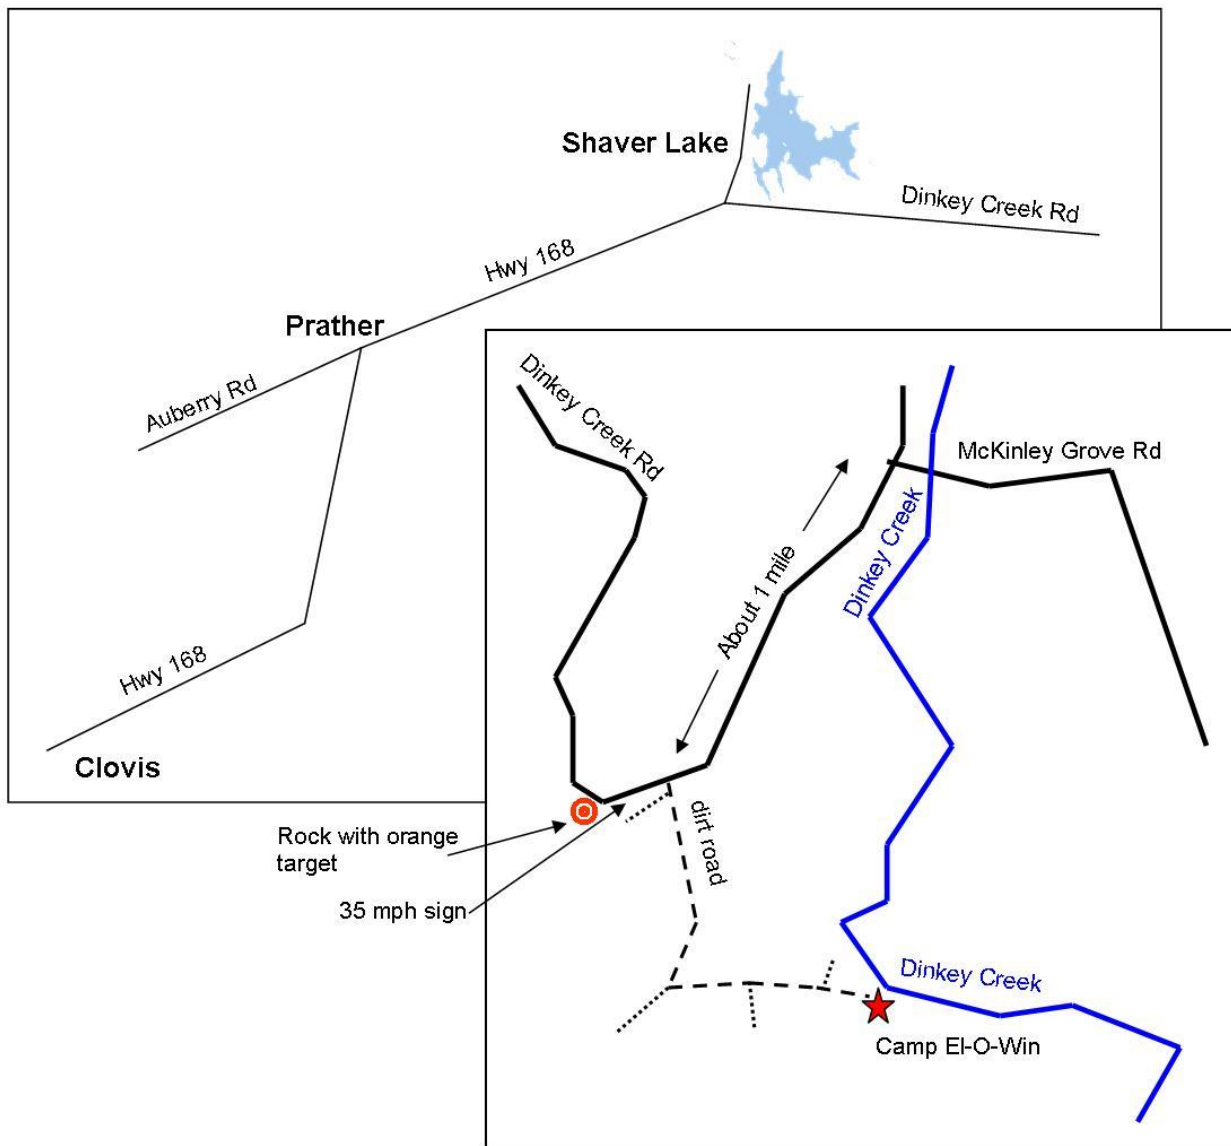 Shaver Lake
Dinkey Creek Rd
Hwy 168
Prather
Auberry Rd
Hwy 168
Clovis
Dinkey Creek Rd
McKinley Grove Rd
Dinkey Creek
About 1 mile
dirt road
Rock with orange
target
35 mph sign
Dinkey Creek
Camp El-O-Win